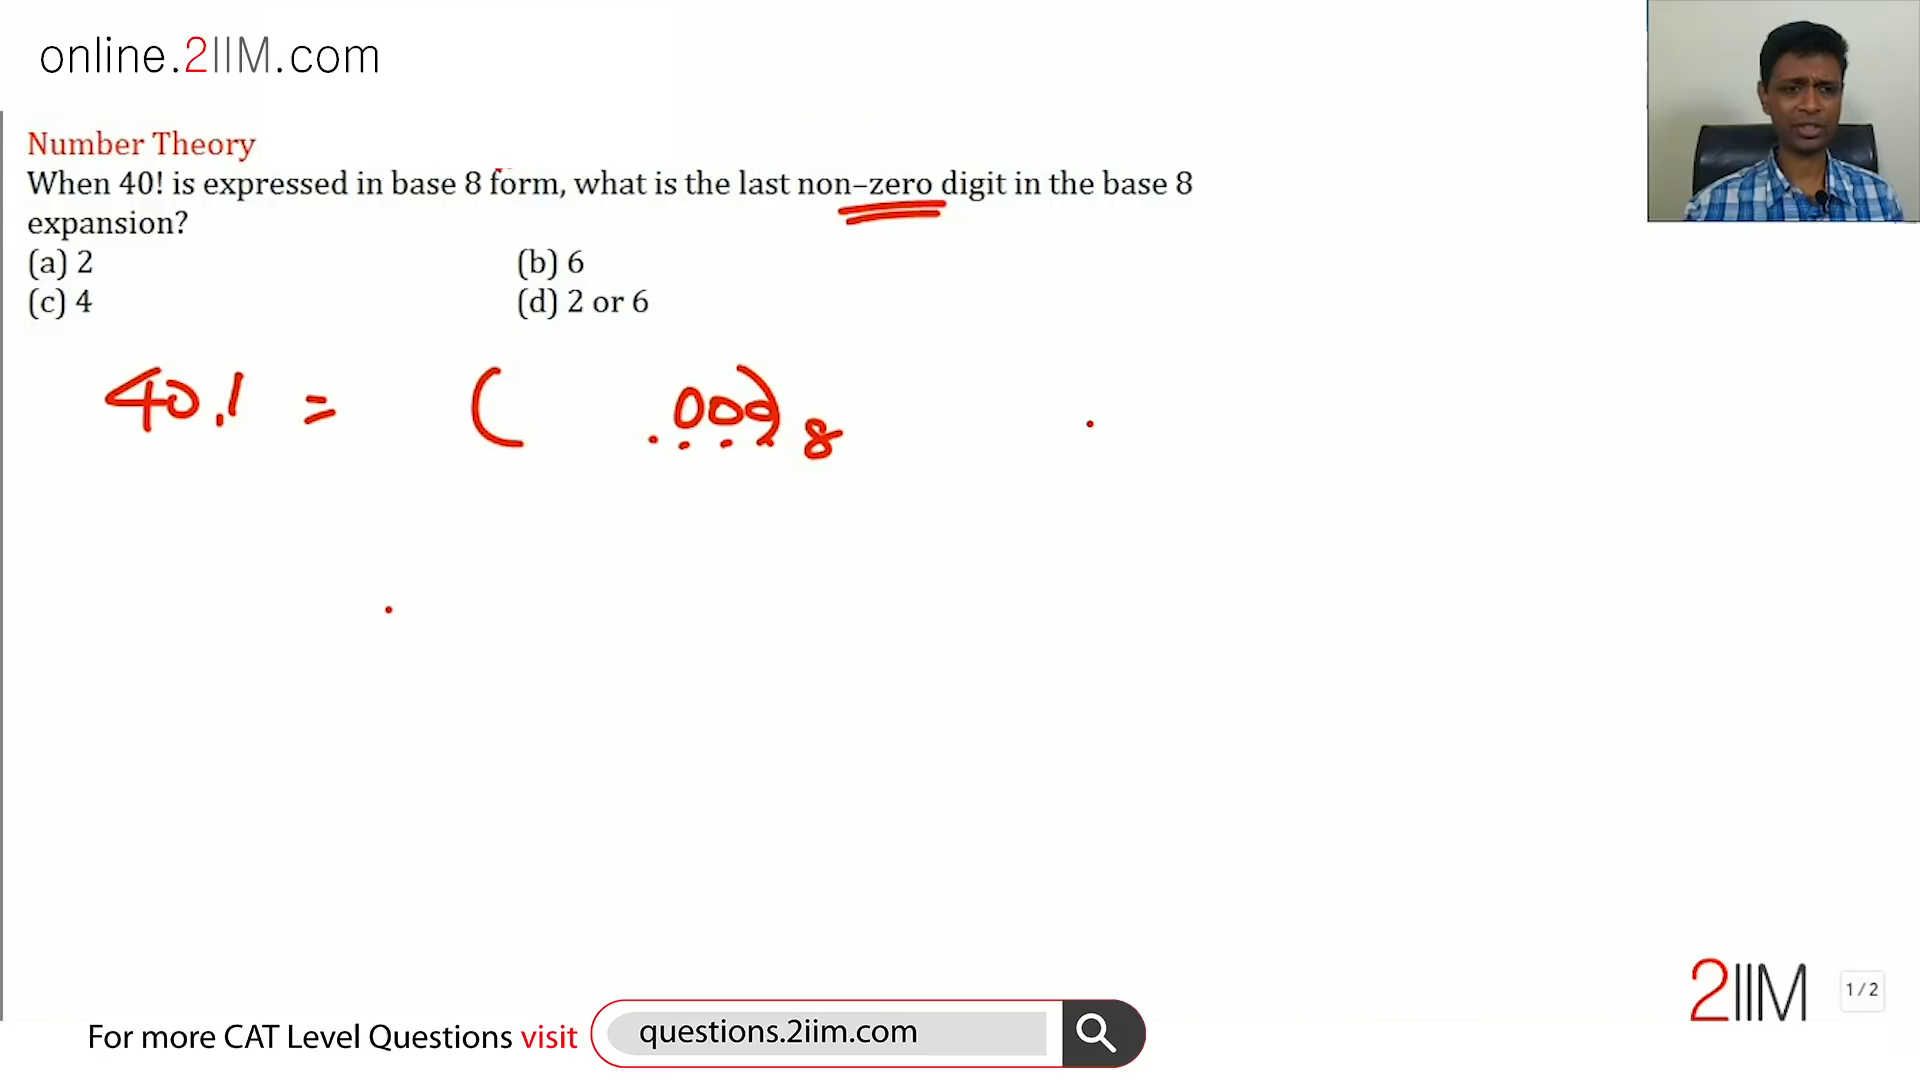 online.2IIM.com
Number Theory
When 40! is expressed in base 8 form, what is the last non–zero digit in the base 8
expansion?
(a) 2 (b) 6
(c) 4 (d) 2 or 6
40! = ( .000)8
2IIM 1 / 2
For more CAT Level Questions visit questions.2iim.com